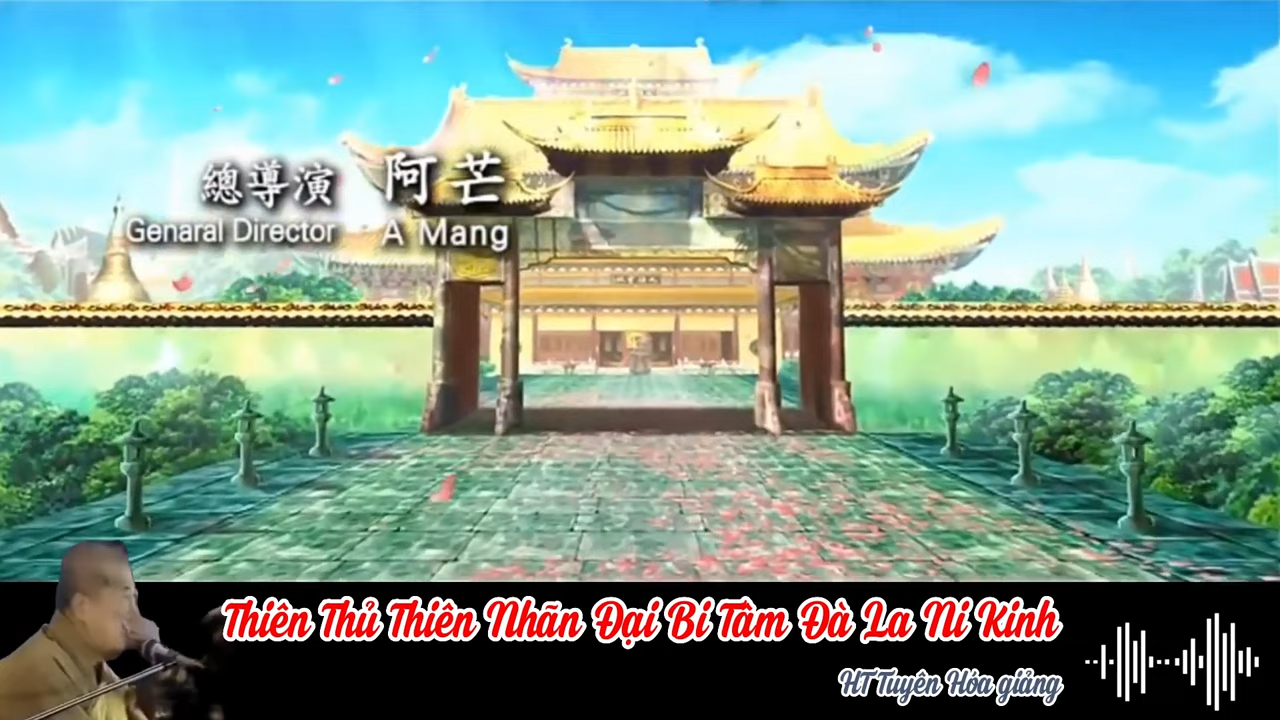 總導演 阿芒
Genaral Director · A Mang
Thiên Thủ Thiên Nhãn Đại Bi Tâm Đà La Ni Kinh
HT Tuyên Hóa giảng